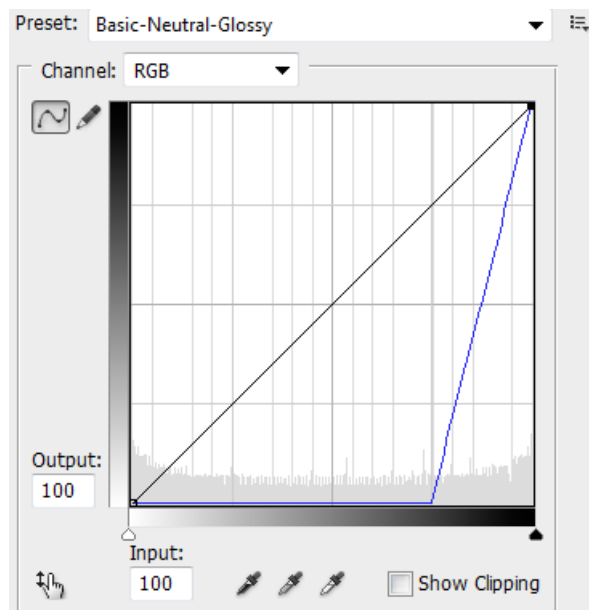 Preset: Basic-Neutral-Glossy
Channel: RGB
Output:
100
Input:
100
Show Clipping